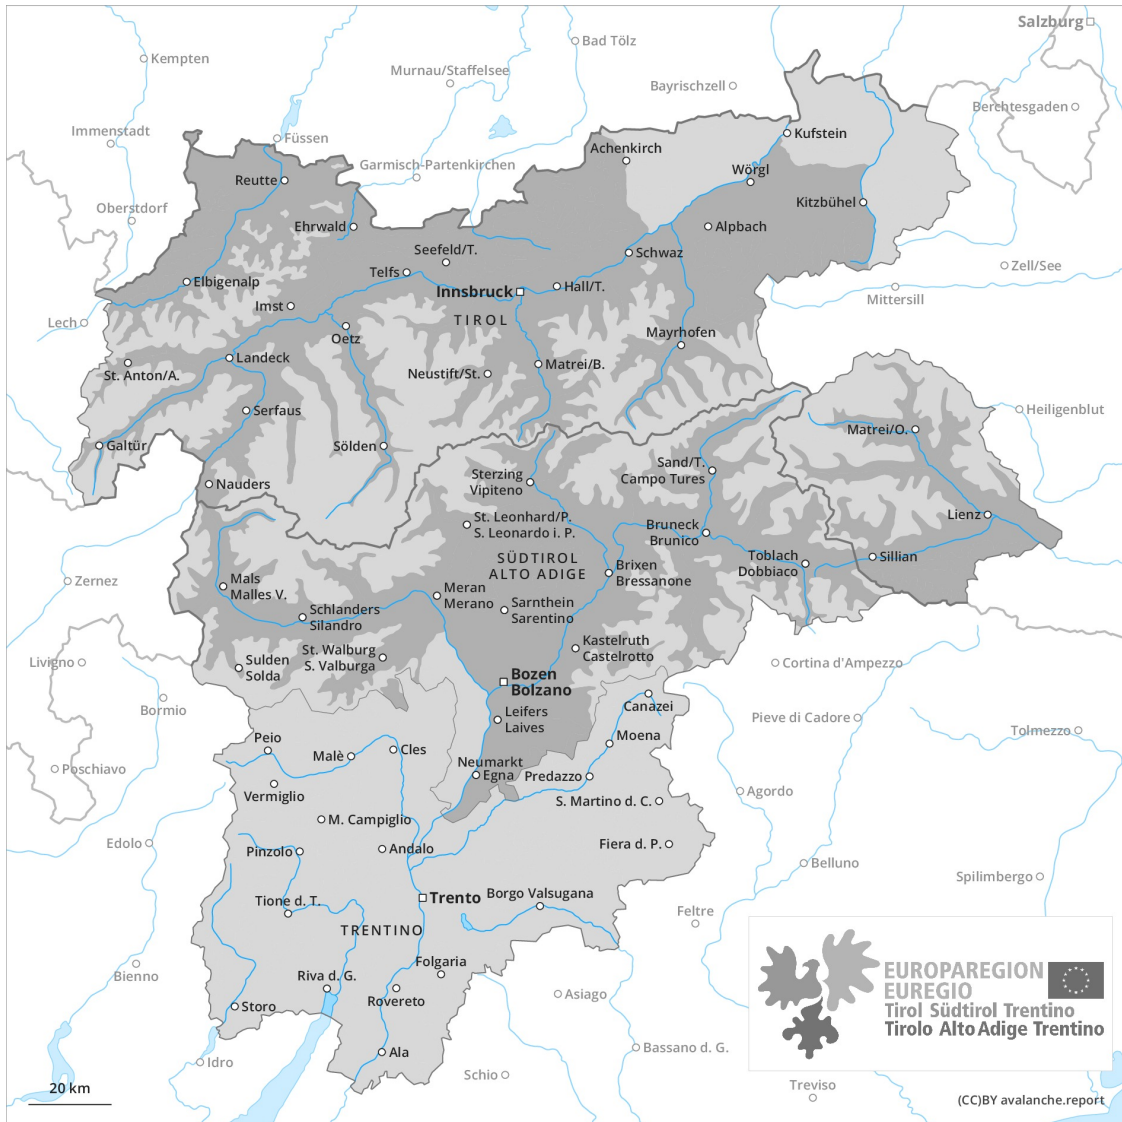 Salzburg
Bad Tölz
Kempten
Murnau/Staffelsee
Bayrischzell
Berchtesgaden
Immenstadt
Füssen
Kufstein
Achenkirch
Garmisch-Partenkirchen
Wörgl
Reutte
Kitzbühel
Oberstdorf
Ehrwald
Alpbach
Seefeld/T.
Schwaz
Zell/See
Telfs
Elbigenalp
Hall/T.
Innsbruck
Mittersill
Imst
TIROL
Lech
Oetz
Mayrhofen
Landeck
Matrei/B.
St. Anton/A.
Neustift/St.
Serfaus
Heiligenblut
Matrei/O.
Galtür
Sölden
Sand/T.
Campo Tures
Sterzing
Vipiteno
Nauders
Lienz
St. Leonhard/P.
S. Leonardo i. P.
Bruneck
Brunico
SÜDTIROL
ALTO ADIGE
Toblach
Dobbiaco
Sillian
Brixen
Bressanone
Zernez
Mals
Malles V.
Meran
Merano
Schlanders
Silandro
Sarnthein
Sarentino
Kastelruth
Castelrotto
St. Walburg
S. Valburga
Livigno
Sulden
Solda
Cortina d'Ampezzo
Bozen
Bolzano
Bormio
Canazei
Leifers
Laives
Pieve di Cadore
Tolmezzo
Peio
Moena
Malè
Cles
Neumarkt
Egna
Predazzo
Poschiavo
Vermiglio
Agordo
S. Martino d. C.
M. Campiglio
Edolo
Pinzolo
Andalo
Fiera d. P.
Belluno
Spilimbergo
Trento
Borgo Valsugana
Tione d. T.
Feltre
TRENTINO
Folgaria
Bienno
Riva d. G.
Rovereto
Asiago
Storo
EUROPAREGION
EUREGIO
Tirol Südtirol Trentino
Tirolo Alto Adige Trentino
Ala
Idro
Bassano d. G.
Schio
Treviso
20 km
(CC)BY avalanche.report